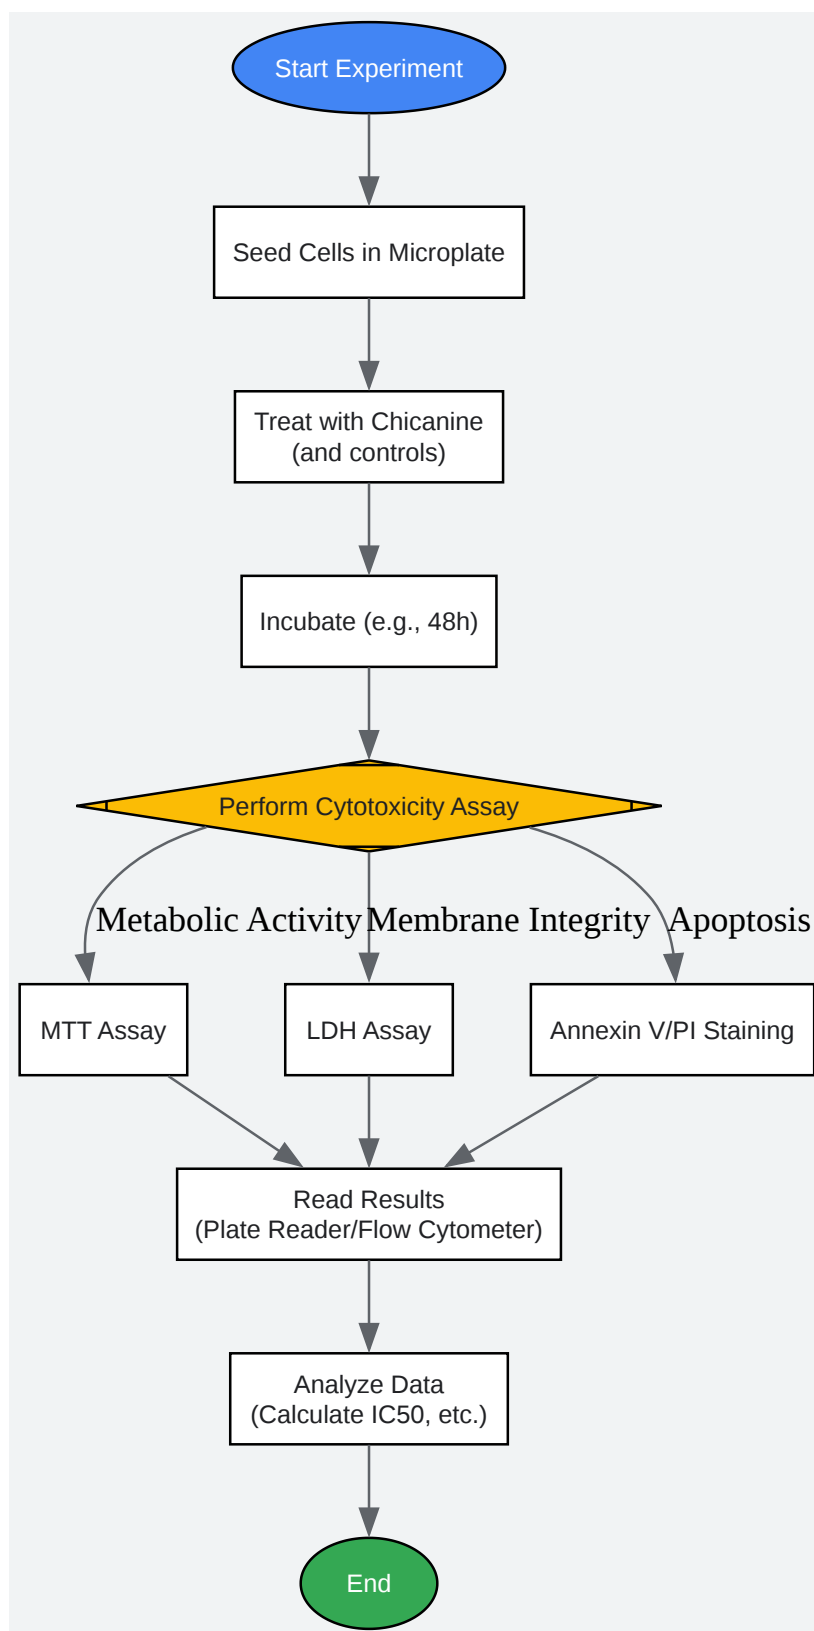 Start Experiment
Seed Cells in Microplate
Treat with Chicanine
(and controls)
Incubate (e.g., 48h)
Perform Cytotoxicity Assay
Metabolic Activity
Membrane Integrity
Apoptosis
MTT Assay
LDH Assay
Annexin V/PI Staining
Read Results
(Plate Reader/Flow Cytometer)
Analyze Data
(Calculate IC50, etc.)
End